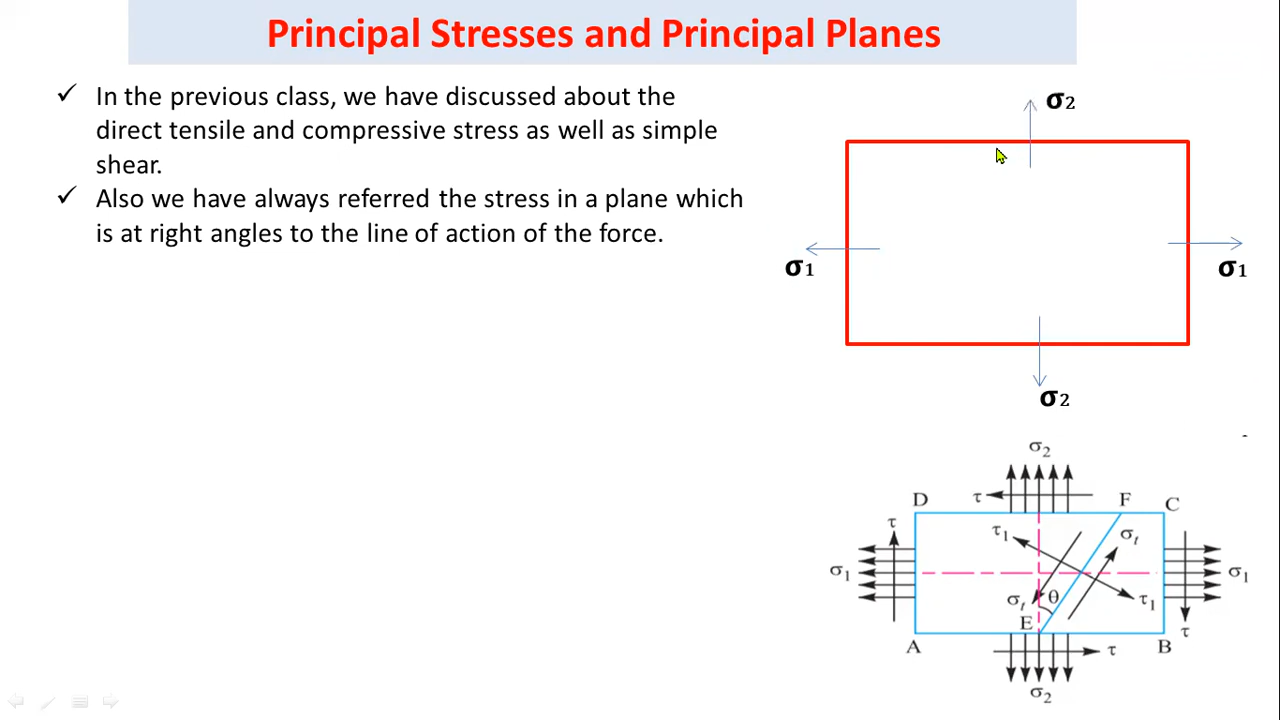 Principal Stresses and Principal Planes
✓ In the previous class, we have discussed about the
direct tensile and compressive stress as well as simple
shear.
✓ Also we have always referred the stress in a plane which
is at right angles to the line of action of the force.
σ2
σ1
σ1
σ2
σ2
D
τ
F
C
τ
τ1
σt
σ1
σ1
σt
θ
τ1
E
τ
A
τ
B
σ2